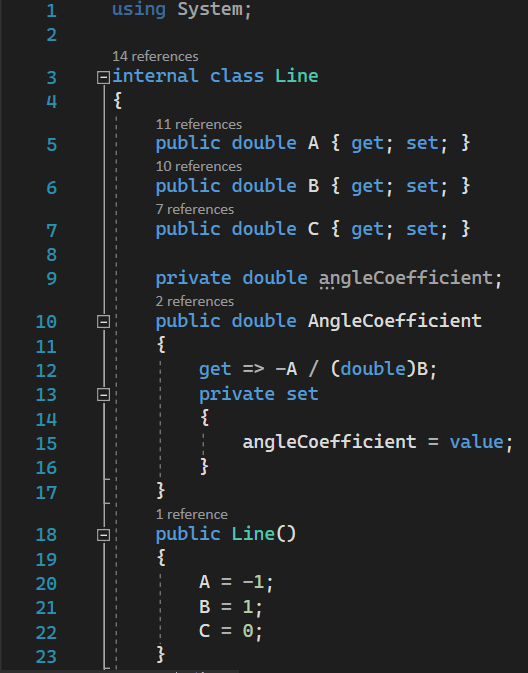 1 using System;
2
14 references
3 internal class Line
4 {
11 references
5 public double A { get; set; }
10 references
6 public double B { get; set; }
7 references
7 public double C { get; set; }
8
9 private double angleCoefficient;
2 references
10 public double AngleCoefficient
11 {
12 get => -A / (double)B;
13 private set
14 {
15 angleCoefficient = value;
16 }
17 }
1 reference
18 public Line()
19 {
20 A = -1;
21 B = 1;
22 C = 0;
23 }